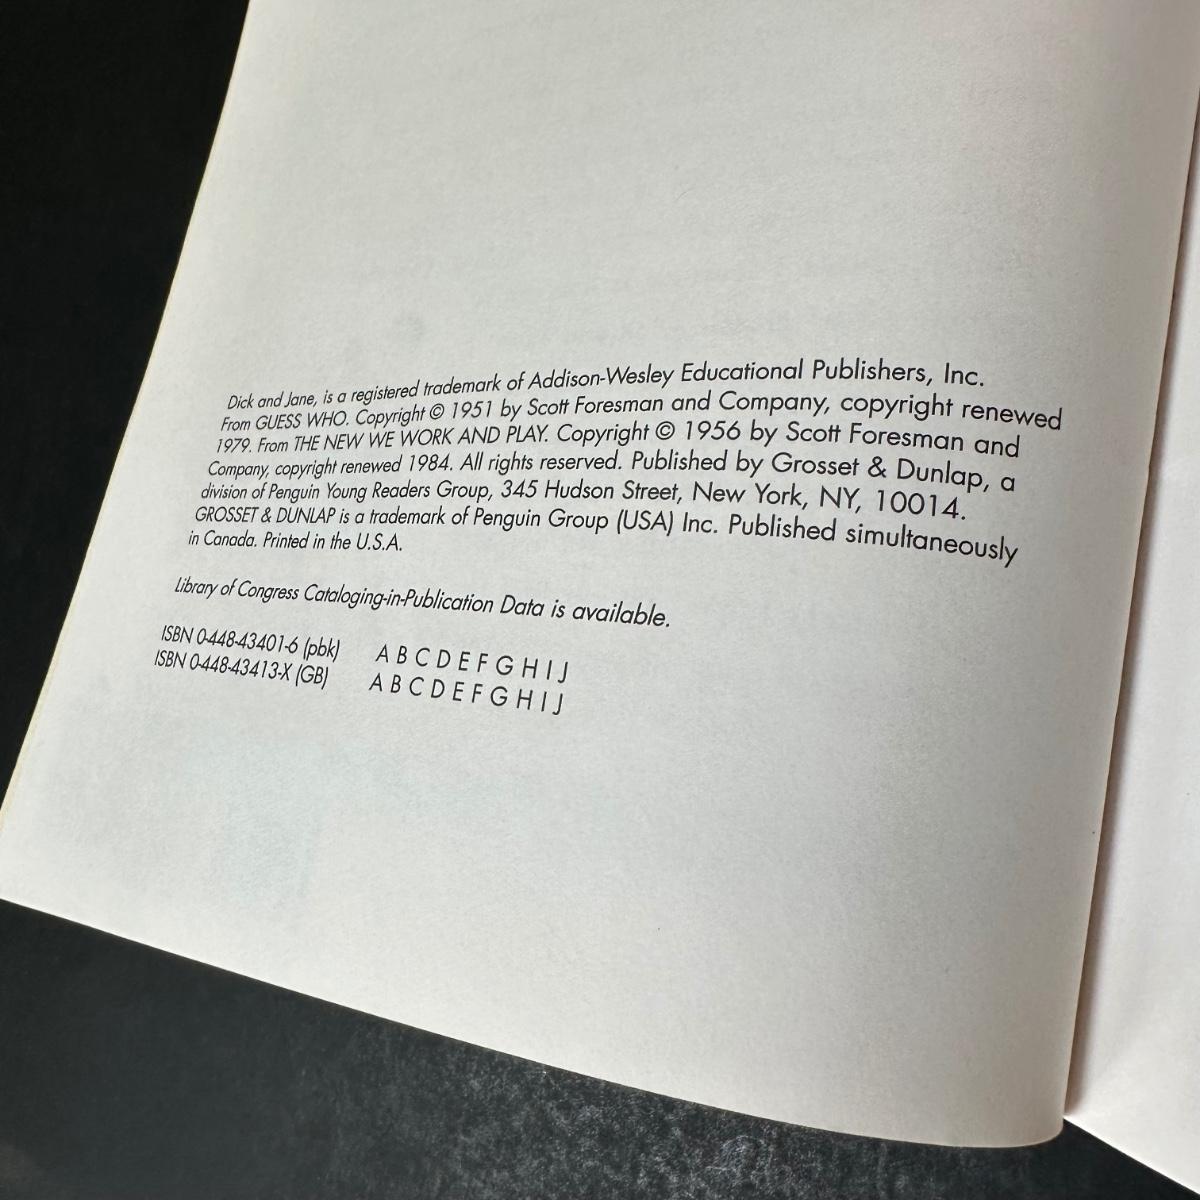 Dick and Jane, is a registered trademark of Addison-Wesley Educational Publishers, Inc.
From GUESS WHO. Copyright © 1951 by Scott Foresman and Company, copyright renewed
1979. From THE NEW WE WORK AND PLAY. Copyright © 1956 by Scott Foresman and
Company, copyright renewed 1984. All rights reserved. Published by Grosset & Dunlap, a
division of Penguin Young Readers Group, 345 Hudson Street, New York, NY, 10014.
GROSSET & DUNLAP is a trademark of Penguin Group (USA) Inc. Published simultaneously
in Canada. Printed in the U.S.A.
Library of Congress Cataloging-in-Publication Data is available.
ISBN 0-448-43401-6 (pbk) A B C D E F G H I J
ISBN 0-448-43413-X (GB) A B C D E F G H I J